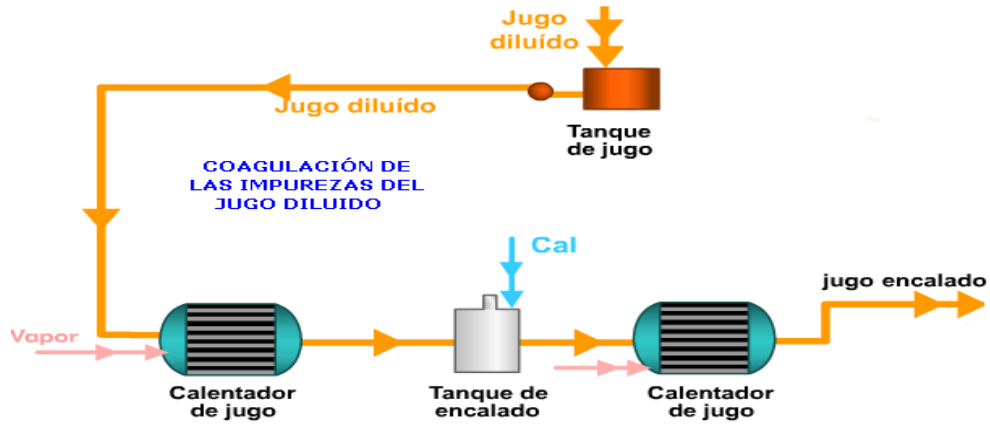 Jugo
diluído
Jugo diluído
Tanque
de jugo
COAGULACIÓN DE
LAS IMPUREZAS DEL
JUGO DILUIDO
Cal
jugo encalado
Vapor
Calentador
de jugo
Tanque de
encalado
Calentador
de jugo